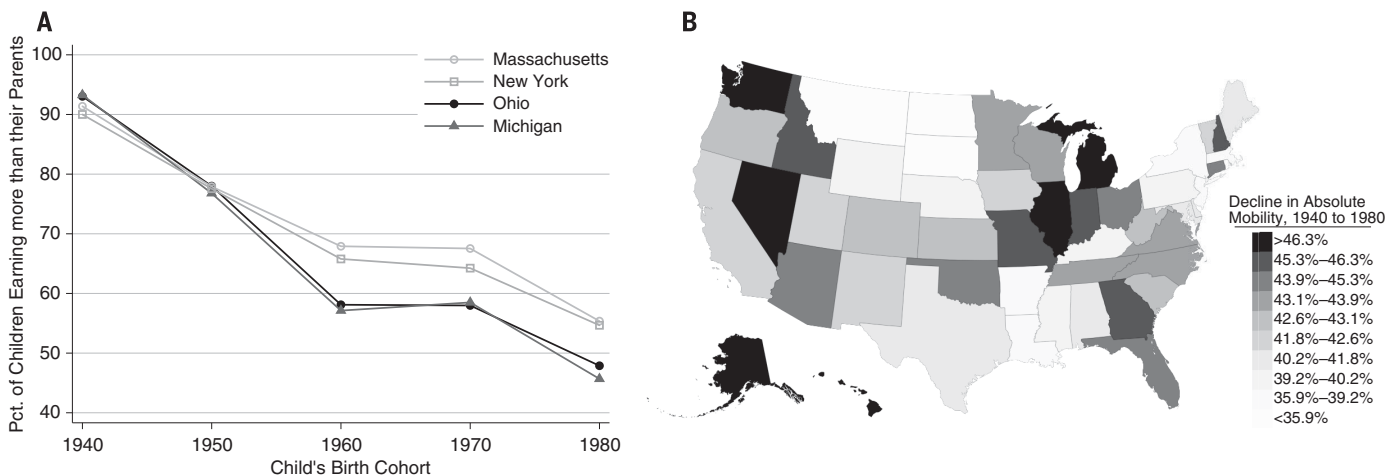 A
Pct. of Children Earning more than their Parents
100
90
80
70
60
50
40
1940
1950
1960
1970
1980
Child's Birth Cohort
Massachusetts
New York
Ohio
Michigan
B
Decline in Absolute
Mobility, 1940 to 1980
>46.3%
45.3%–46.3%
43.9%–45.3%
43.1%–43.9%
42.6%–43.1%
41.8%–42.6%
40.2%–41.8%
39.2%–40.2%
35.9%–39.2%
<35.9%